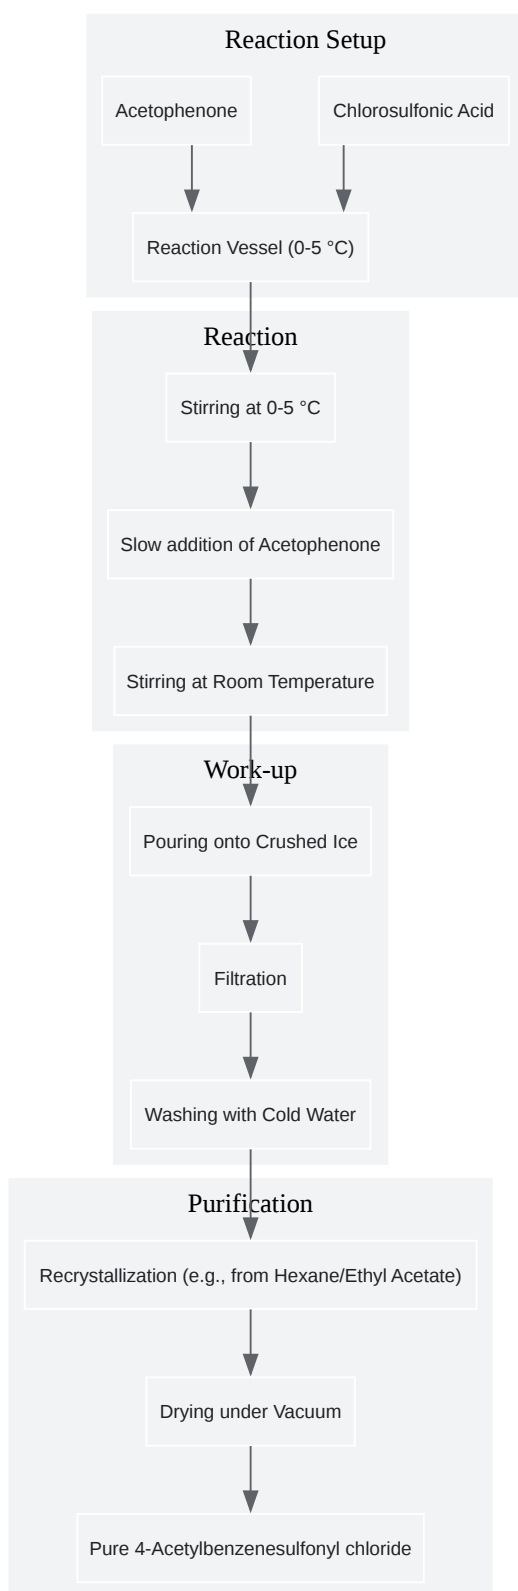 Reaction Setup
Acetophenone
Chlorosulfonic Acid
Reaction Vessel (0-5 °C)
Reaction
Stirring at 0-5 °C
Slow addition of Acetophenone
Stirring at Room Temperature
Work-up
Pouring onto Crushed Ice
Filtration
Washing with Cold Water
Purification
Recrystallization (e.g., from Hexane/Ethyl Acetate)
Drying under Vacuum
Pure 4-Acetylbenzenesulfonyl chloride